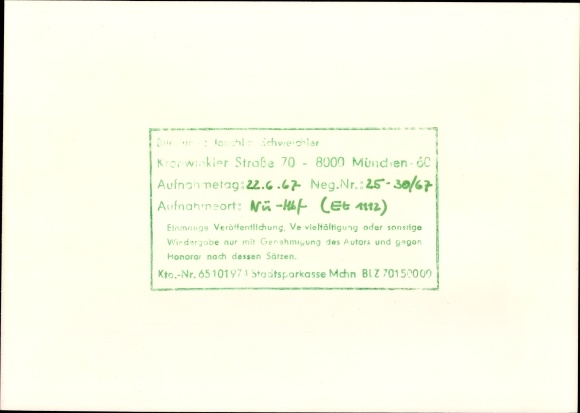 Kronwinkler Straße 70 - 8000 München 60
Aufnahmetag: 22.6.67 Neg.Nr.: 25-30/67
Aufnahmeort: Nü-Hbf (Et 1112)
Einmalige Veröffentlichung, Vervielfältigung oder sonstige
Wiedergabe nur mit Genehmigung des Autors und gegen
Honorar nach dessen Sätzen.
Kto.-Nr. 65101971 Stadtsparkasse Mchn BLZ 70150000